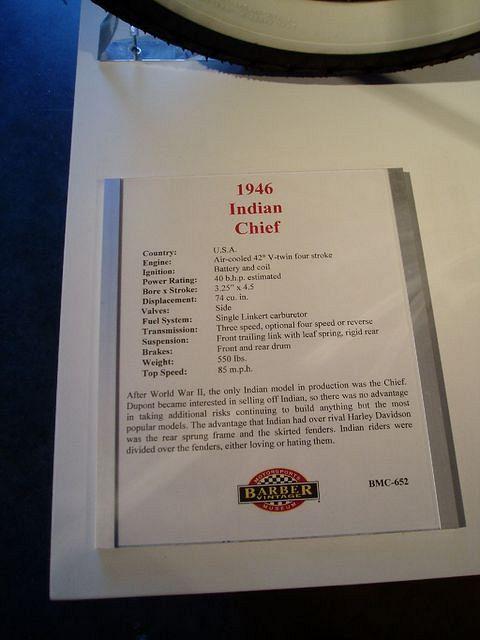 1946
Indian
Chief
Country: U.S.A.
Engine: Air-cooled 42° V-twin four stroke
Ignition: Battery and coil
Power Rating: 40 b.h.p. estimated
Bore x Stroke: 3.25" x 4.5
Displacement: 74 cu. in.
Valves: Side
Fuel System: Single Linkert carburetor
Transmission: Three speed, optional four speed or reverse
Suspension: Front trailing link with leaf spring, rigid rear
Brakes: Front and rear drum
Weight: 550 lbs.
Top Speed: 85 m.p.h.
After World War II, the only Indian model in production was the Chief.
Dupont became interested in selling off Indian, so there was no advantage
in taking additional risks continuing to build anything but the most
popular models. The advantage that Indian had over rival Harley Davidson
was the rear sprung frame and the skirted fenders. Indian riders were
divided over the fenders, either loving or hating them.
MOTORSPORTS
BARBER
VINTAGE
MUSEUM
BMC-652